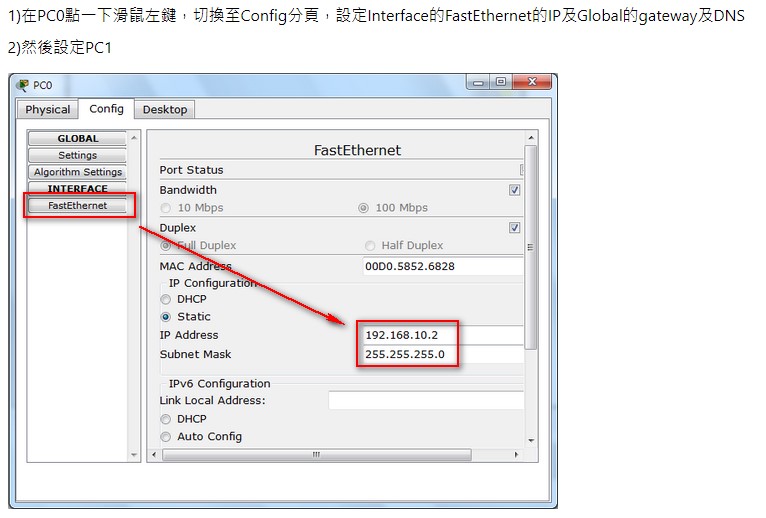 1)在PC0點一下滑鼠左鍵，切換至Config分頁，設定Interface的FastEthernet的IP及Global的gateway及DNS
2)然後設定PC1
PC0
Physical Config Desktop
GLOBAL
Settings
Algorithm Settings
INTERFACE
FastEthernet
FastEthernet
Port Status
Bandwidth
10 Mbps 100 Mbps
Duplex
Full Duplex Half Duplex
MAC Address 00D0.5852.6828
IP Configuration
DHCP
Static
IP Address 192.168.10.2
Subnet Mask 255.255.255.0
IPv6 Configuration
Link Local Address:
DHCP
Auto Config